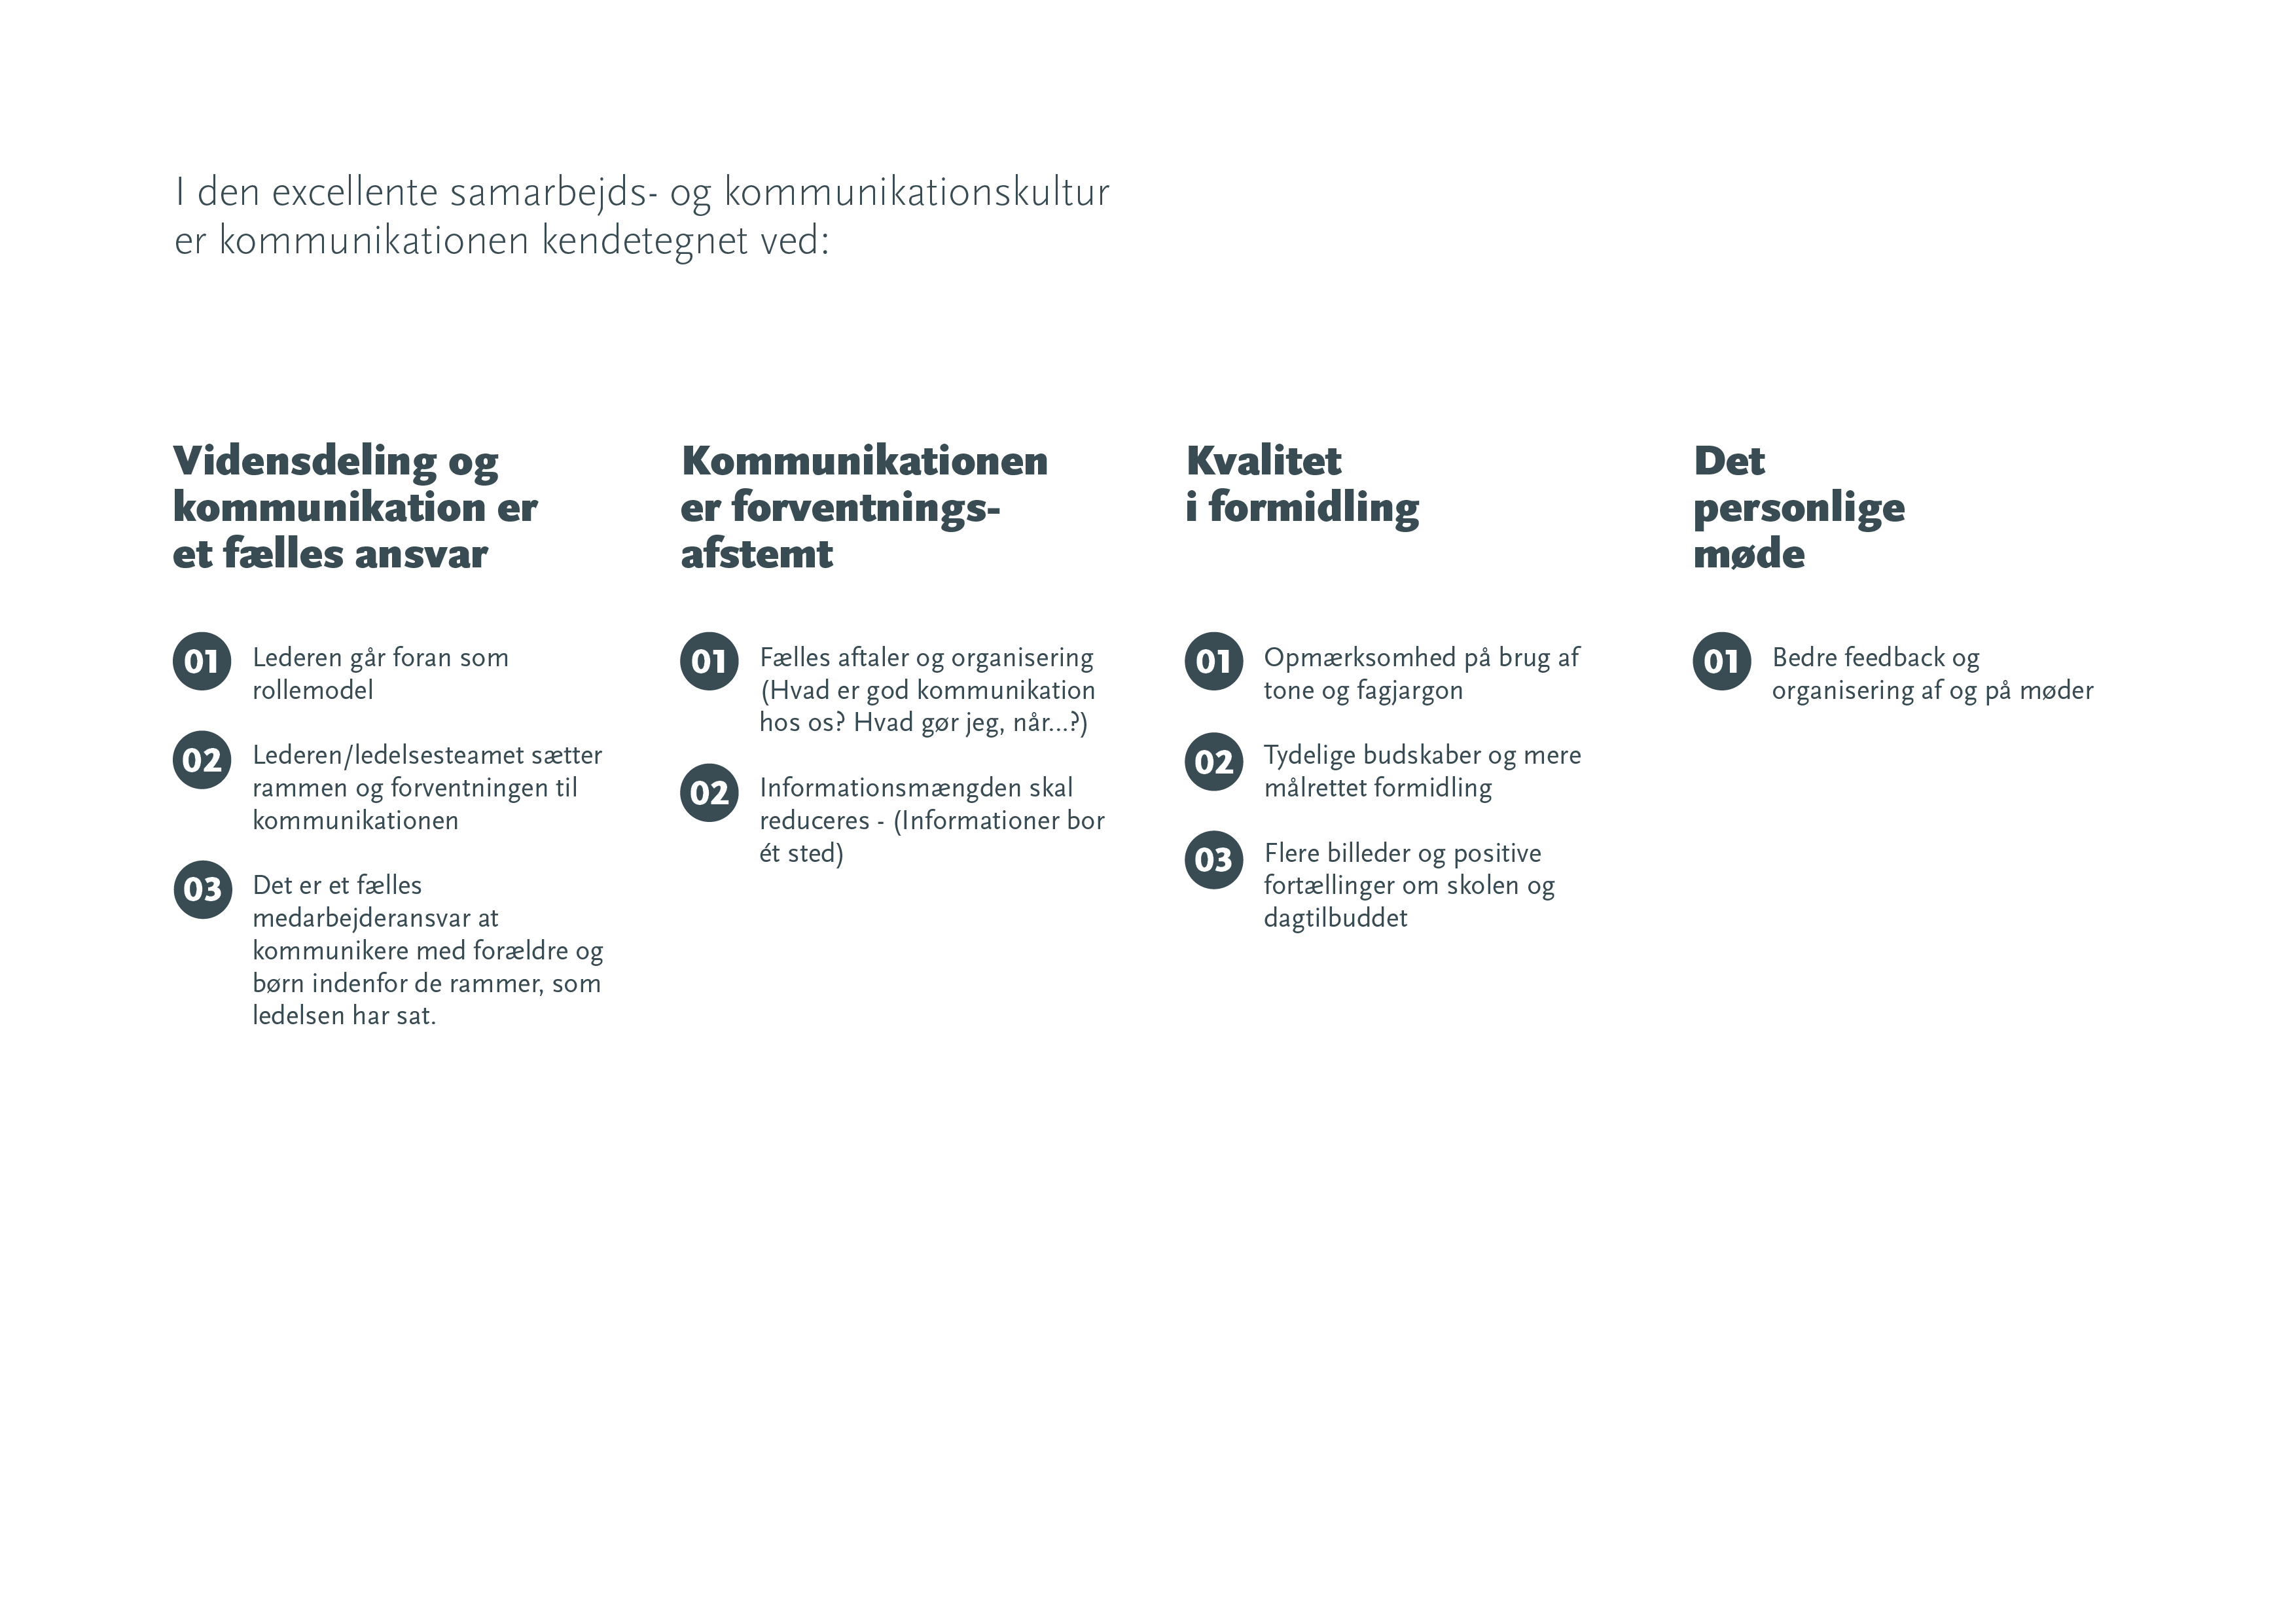 I den excellente samarbejds- og kommunikationskultur
er kommunikationen kendetegnet ved:
Vidensdeling og
kommunikation er
et fælles ansvar
01 Lederen går foran som
rollemodel
02 Lederen/ledelsesteamet sætter
rammen og forventningen til
kommunikationen
03 Det er et fælles
medarbejderansvar at
kommunikere med forældre og
børn indenfor de rammer, som
ledelsen har sat.
Kommunikationen
er forventnings-
afstemt
01 Fælles aftaler og organisering
(Hvad er god kommunikation
hos os? Hvad gør jeg, når...?)
02 Informationsmængden skal
reduceres - (Informationer bor
ét sted)
Kvalitet
i formidling
01 Opmærksomhed på brug af
tone og fagjargon
02 Tydelige budskaber og mere
målrettet formidling
03 Flere billeder og positive
fortællinger om skolen og
dagtilbuddet
Det
personlige
møde
01 Bedre feedback og
organisering af og på møder